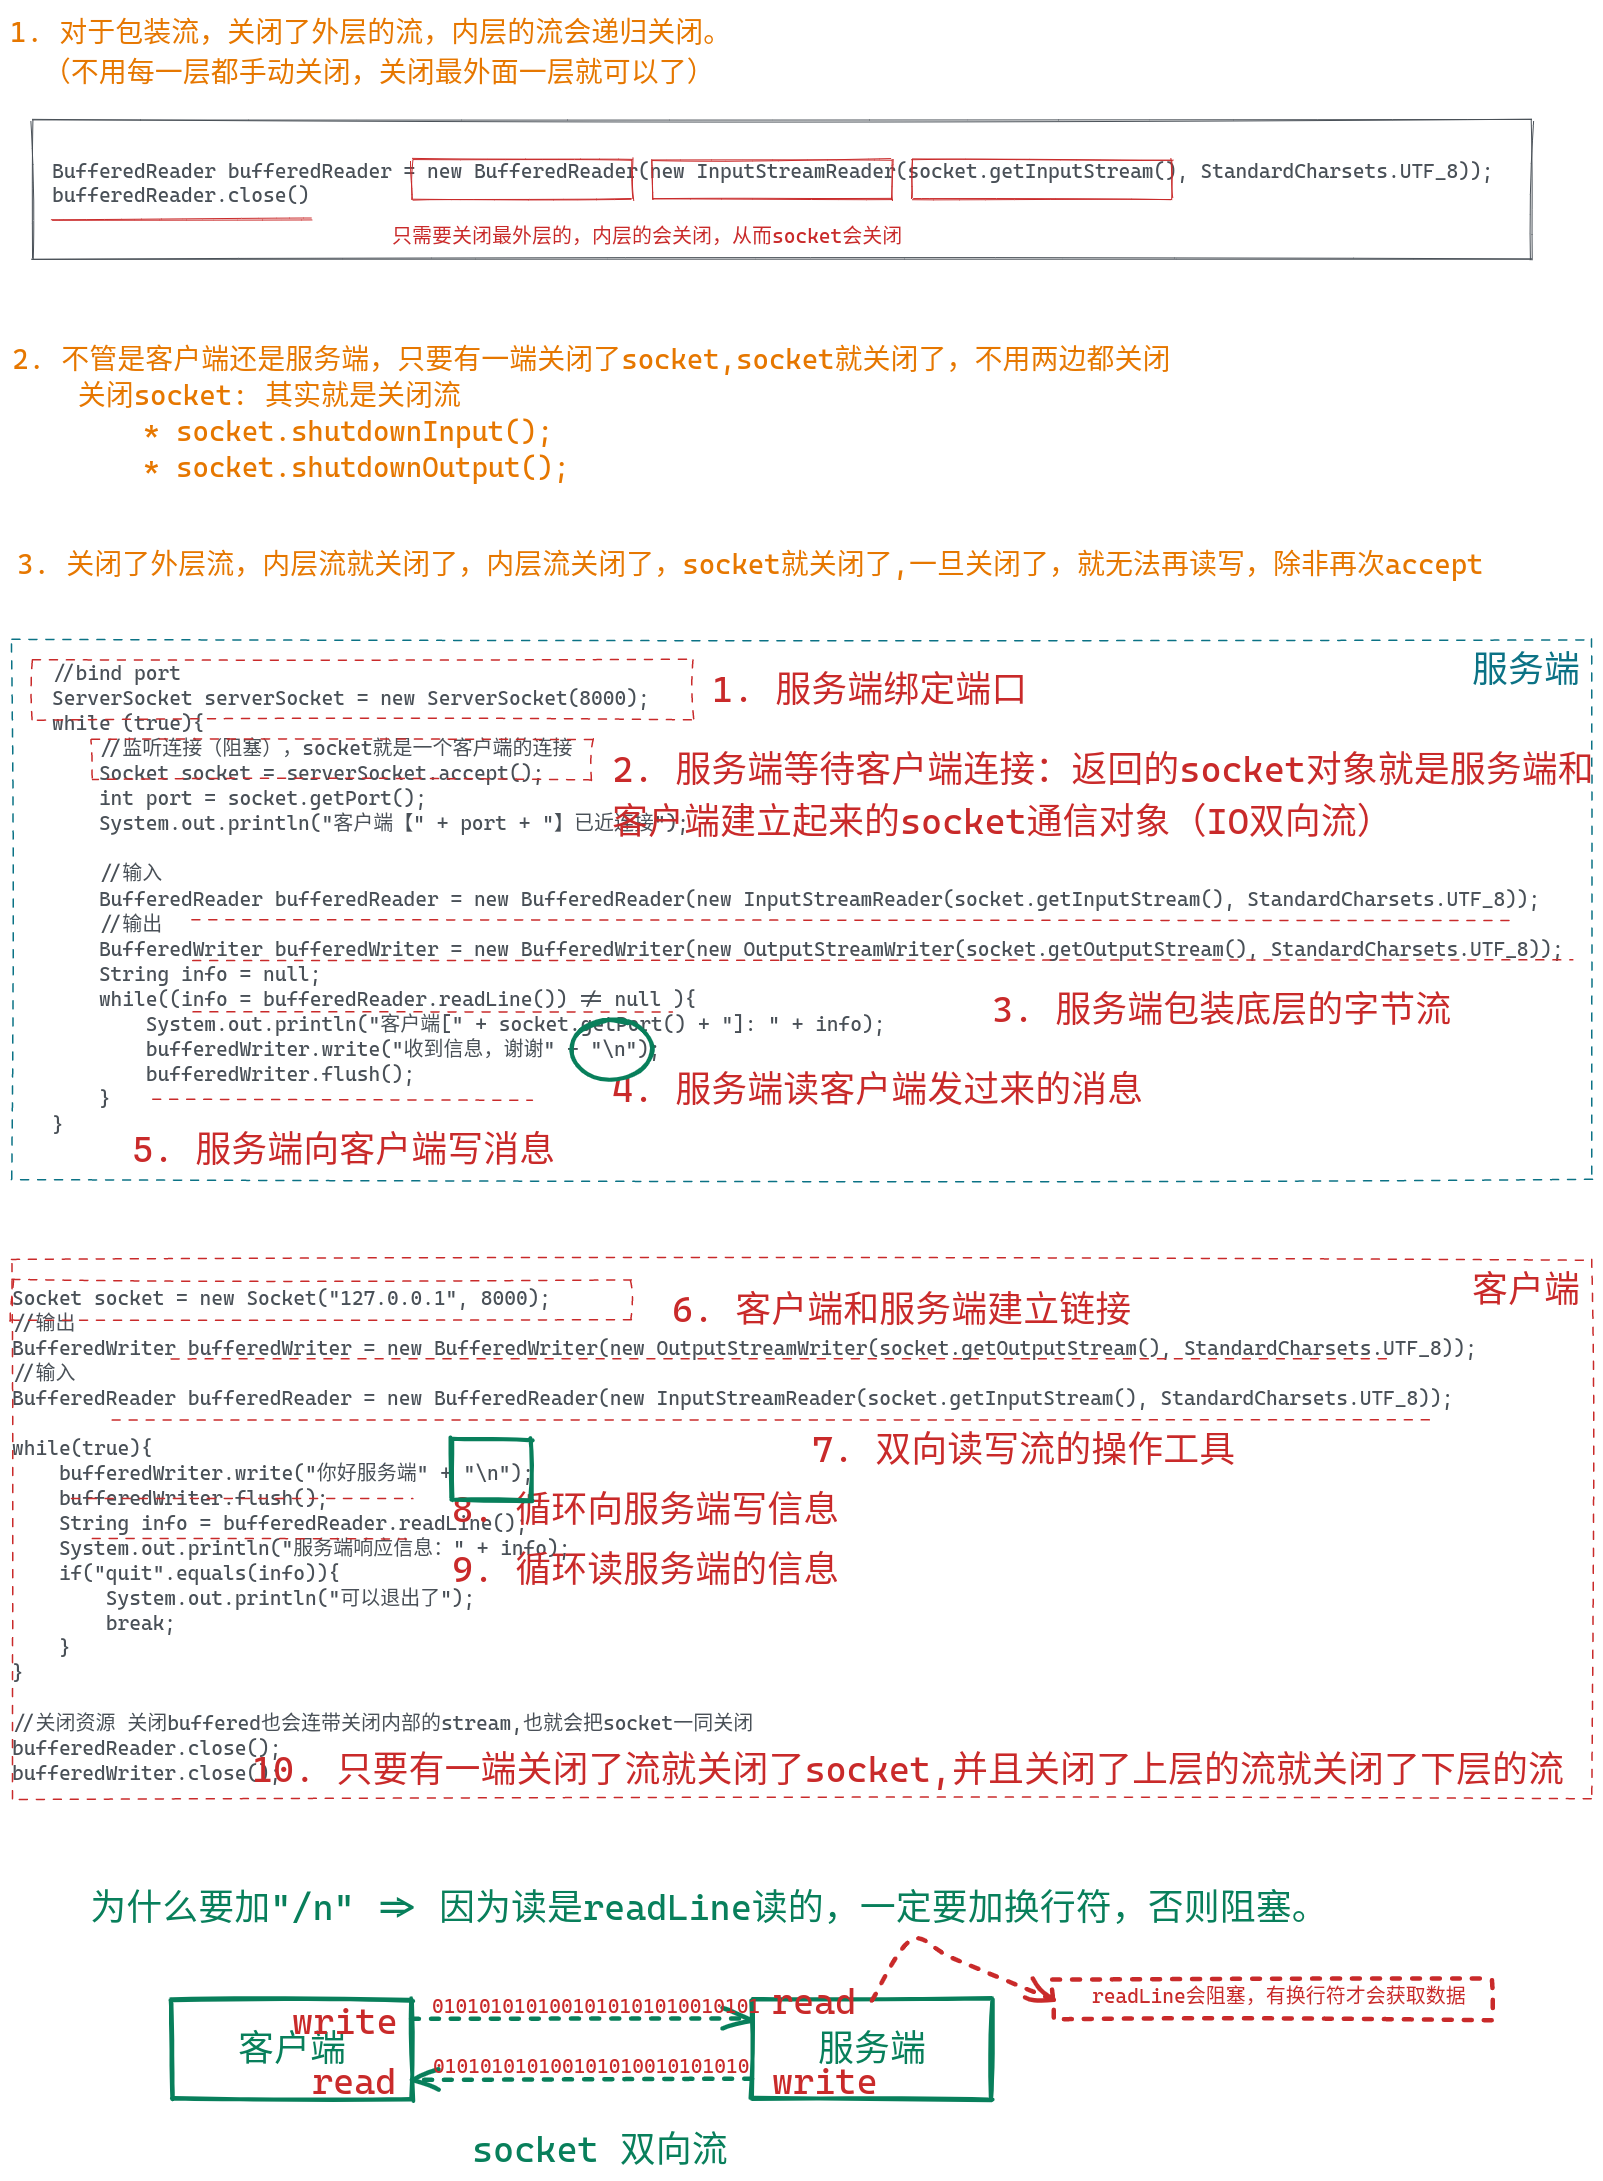 1. 对于包装流，关闭了外层的流，内层的流会递归关闭。
（不用每一层都手动关闭，关闭最外面一层就可以了）
BufferedReader bufferedReader = new BufferedReader(new InputStreamReader(socket.getInputStream(), StandardCharsets.UTF_8));
bufferedReader.close()
只需要关闭最外层的，内层的会关闭，从而socket会关闭
2. 不管是客户端还是服务端，只要有一端关闭了socket,socket就关闭了，不用两边都关闭
关闭socket: 其实就是关闭流
* socket.shutdownInput();
* socket.shutdownOutput();
3. 关闭了外层流，内层流就关闭了，内层流关闭了，socket就关闭了,一旦关闭了，就无法再读写，除非再次accept
服务端
//bind port
ServerSocket serverSocket = new ServerSocket(8000);
1. 服务端绑定端口
while (true){
//监听连接（阻塞），socket就是一个客户端的连接
Socket socket = serverSocket.accept();
2. 服务端等待客户端连接：返回的socket对象就是服务端和
客户端建立起来的socket通信对象（IO双向流）
int port = socket.getPort();
System.out.println("客户端【" + port + "】已近连接");
//输入
BufferedReader bufferedReader = new BufferedReader(new InputStreamReader(socket.getInputStream(), StandardCharsets.UTF_8));
//输出
BufferedWriter bufferedWriter = new BufferedWriter(new OutputStreamWriter(socket.getOutputStream(), StandardCharsets.UTF_8));
String info = null;
while((info = bufferedReader.readLine()) != null ){
3. 服务端包装底层的字节流
System.out.println("客户端[" + socket.getPort() + "]: " + info);
bufferedWriter.write("收到信息，谢谢" + "\n");
bufferedWriter.flush();
4. 服务端读客户端发过来的消息
}
}
5. 服务端向客户端写消息
客户端
Socket socket = new Socket("127.0.0.1", 8000);
6. 客户端和服务端建立链接
//输出
BufferedWriter bufferedWriter = new BufferedWriter(new OutputStreamWriter(socket.getOutputStream(), StandardCharsets.UTF_8));
//输入
BufferedReader bufferedReader = new BufferedReader(new InputStreamReader(socket.getInputStream(), StandardCharsets.UTF_8));
while(true){
7. 双向读写流的操作工具
bufferedWriter.write("你好服务端" + "\n");
bufferedWriter.flush();
8. 循环向服务端写信息
String info = bufferedReader.readLine();
System.out.println("服务端响应信息：" + info);
9. 循环读服务端的信息
if("quit".equals(info)){
System.out.println("可以退出了");
break;
}
}
//关闭资源 关闭buffered也会连带关闭内部的stream,也就会把socket一同关闭
bufferedReader.close();
bufferedWriter.close();
10. 只要有一端关闭了流就关闭了socket,并且关闭了上层的流就关闭了下层的流
为什么要加"/n" => 因为读是readLine读的，一定要加换行符，否则阻塞。
readLine会阻塞，有换行符才会获取数据
0101010101001010101010010101
write
read
客户端
服务端
010101010100101010010101010
read
write
socket 双向流